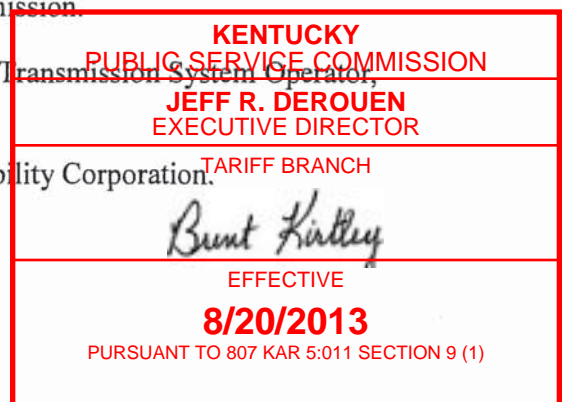 mission.
KENTUCKY
PUBLIC SERVICE COMMISSION
Transmission System Operator,
JEFF R. DEROUEN
EXECUTIVE DIRECTOR
TARIFF BRANCH
bility Corporation.
Bunt Kirtley
EFFECTIVE
8/20/2013
PURSUANT TO 807 KAR 5:011 SECTION 9 (1)